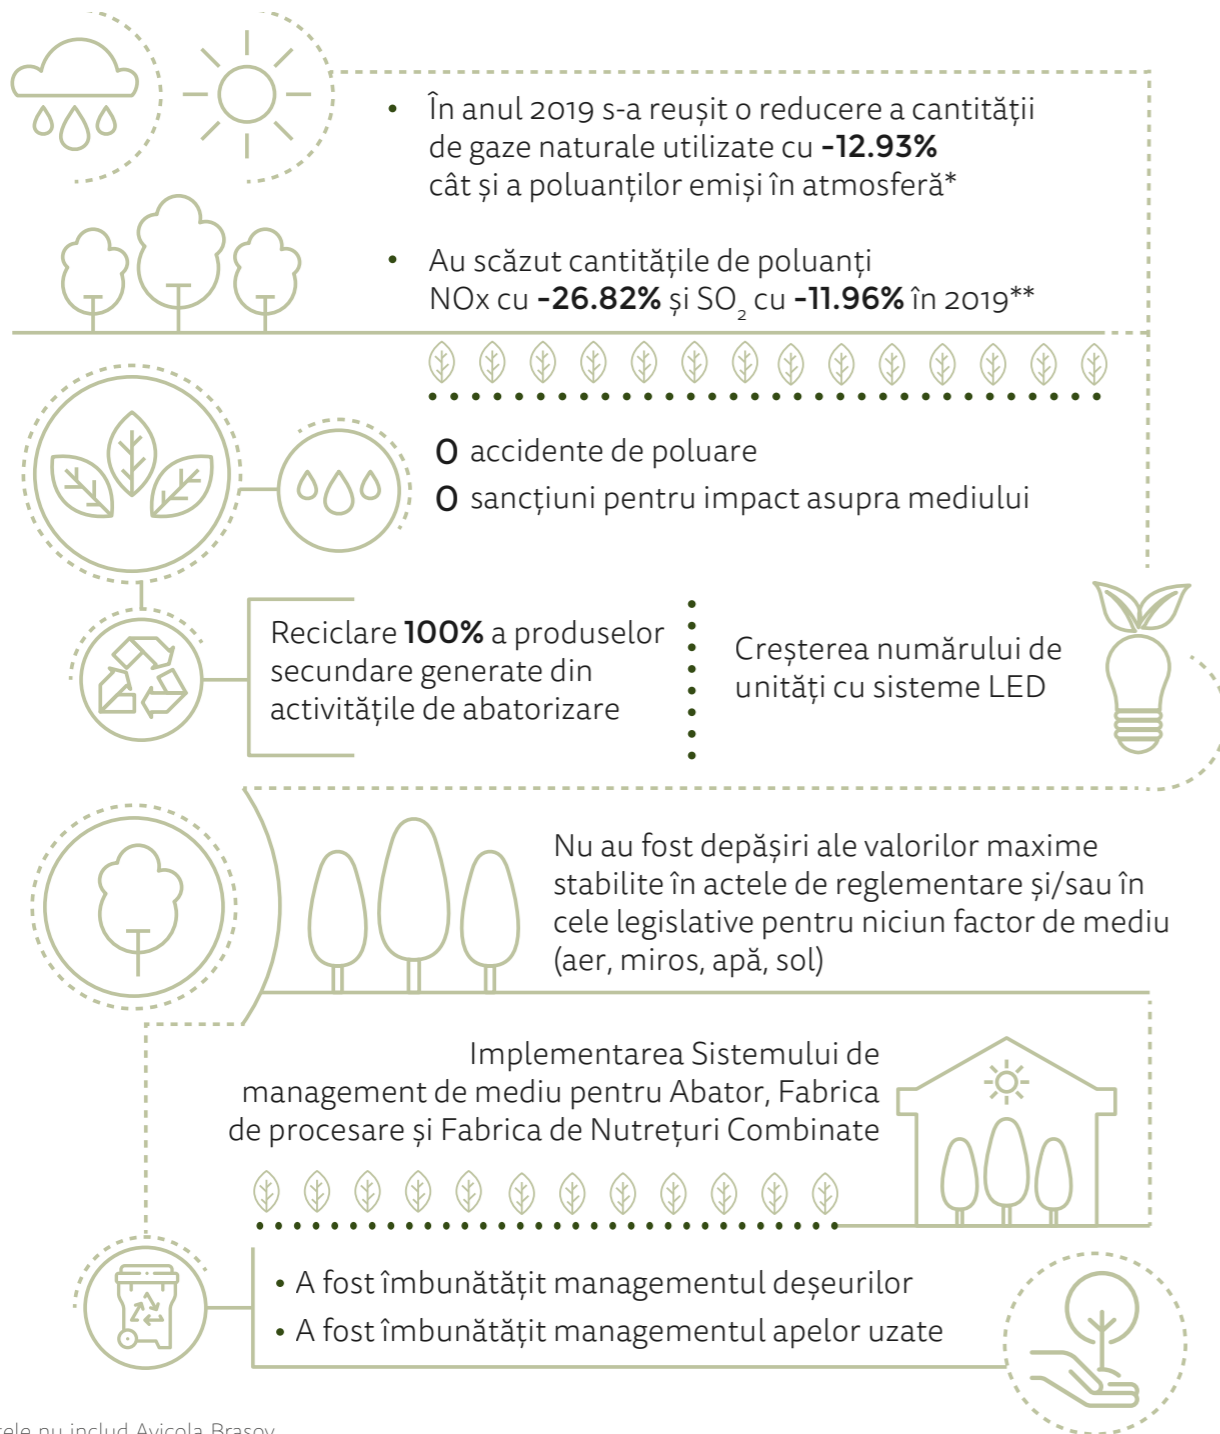 • În anul 2019 s-a reușit o reducere a cantității
de gaze naturale utilizate cu -12.93%
cât și a poluanților emiși în atmosferă*
• Au scăzut cantitățile de poluanți
NOx cu -26.82% și SO₂ cu -11.96% în 2019**
0 accidente de poluare
0 sancțiuni pentru impact asupra mediului
Reciclare 100% a produselor
secundare generate din
activitățile de abatorizare
Creșterea numărului de
unități cu sisteme LED
Nu au fost depășiri ale valorilor maxime
stabilite în actele de reglementare și/sau în
cele legislative pentru niciun factor de mediu
(aer, miros, apă, sol)
Implementarea Sistemului de
management de mediu pentru Abator, Fabrica
de procesare și Fabrica de Nutrețuri Combinate
• A fost îmbunătățit managementul deșeurilor
• A fost îmbunătățit managementul apelor uzate
nu includ Avicola Brașov